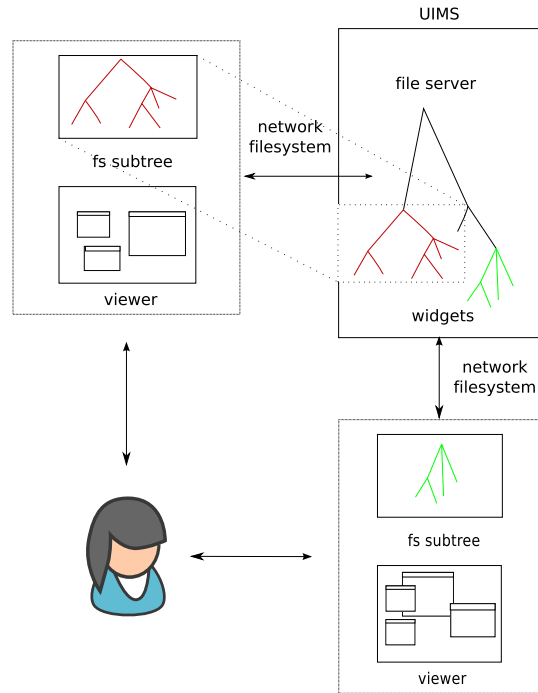 UIMS
file server
network
filesystem
fs subtree
viewer
widgets
network
filesystem
fs subtree
viewer